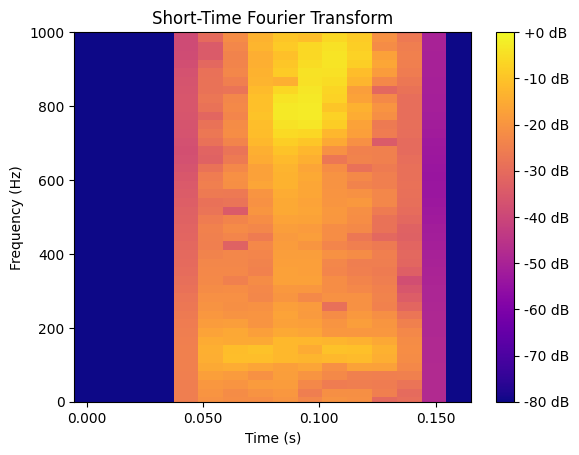 Short-Time Fourier Transform
1000
800
600
400
200
0
Frequency (Hz)
0.000
0.050
0.100
0.150
Time (s)
+0 dB
-10 dB
-20 dB
-30 dB
-40 dB
-50 dB
-60 dB
-70 dB
-80 dB